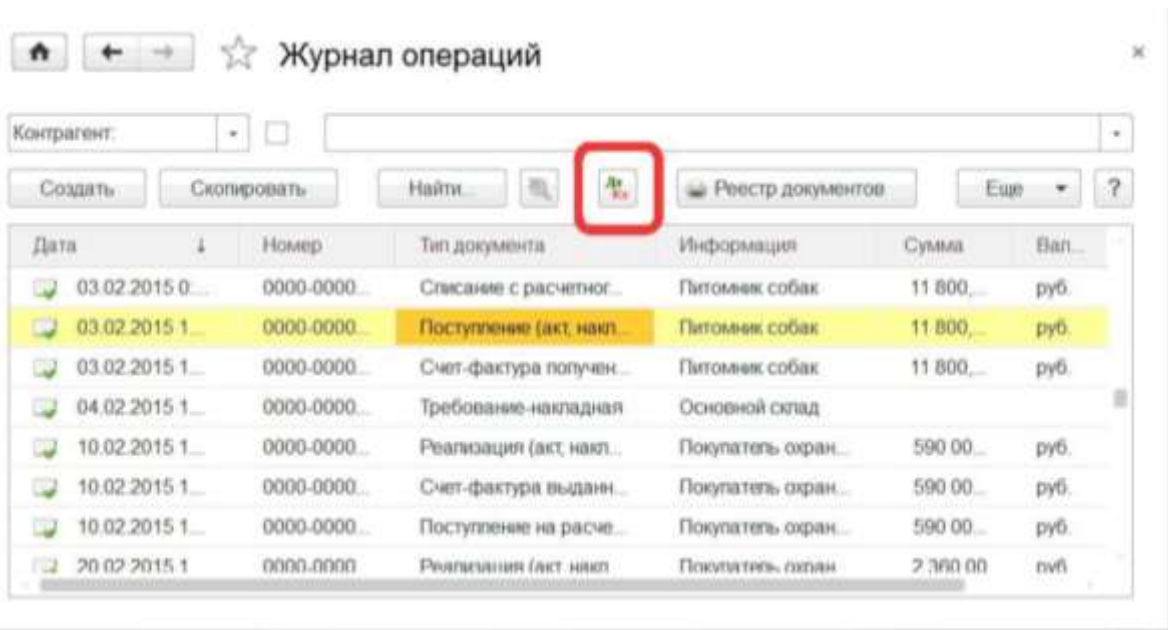 Журнал операций
Контрагент:
Создать Скопировать Найти... Дт Кт Реестр документов Еще ?
Дата Номер Тип документа Информация Сумма Вал...
03.02.2015 0:... 0000-0000... Списание с расчетног... Питомник собак 11 800,... руб.
03.02.2015 1... 0000-0000... Поступление (акт, накл... Питомник собак 11 800,... руб.
03.02.2015 1... 0000-0000... Счет-фактура получен... Питомник собак 11 800,... руб.
04.02.2015 1... 0000-0000... Требование-накладная Основной склад
10.02.2015 1... 0000-0000... Реализация (акт, накл... Покупатель охран... 590 00... руб.
10.02.2015 1... 0000-0000... Счет-фактура выданн... Покупатель охран... 590 00... руб.
10.02.2015 1... 0000-0000... Поступление на расче... Покупатель охран... 590 00... руб.
20.02.2015 1 0000-0000 Реализация (акт, накл Покупатель охран 2 360 00 руб